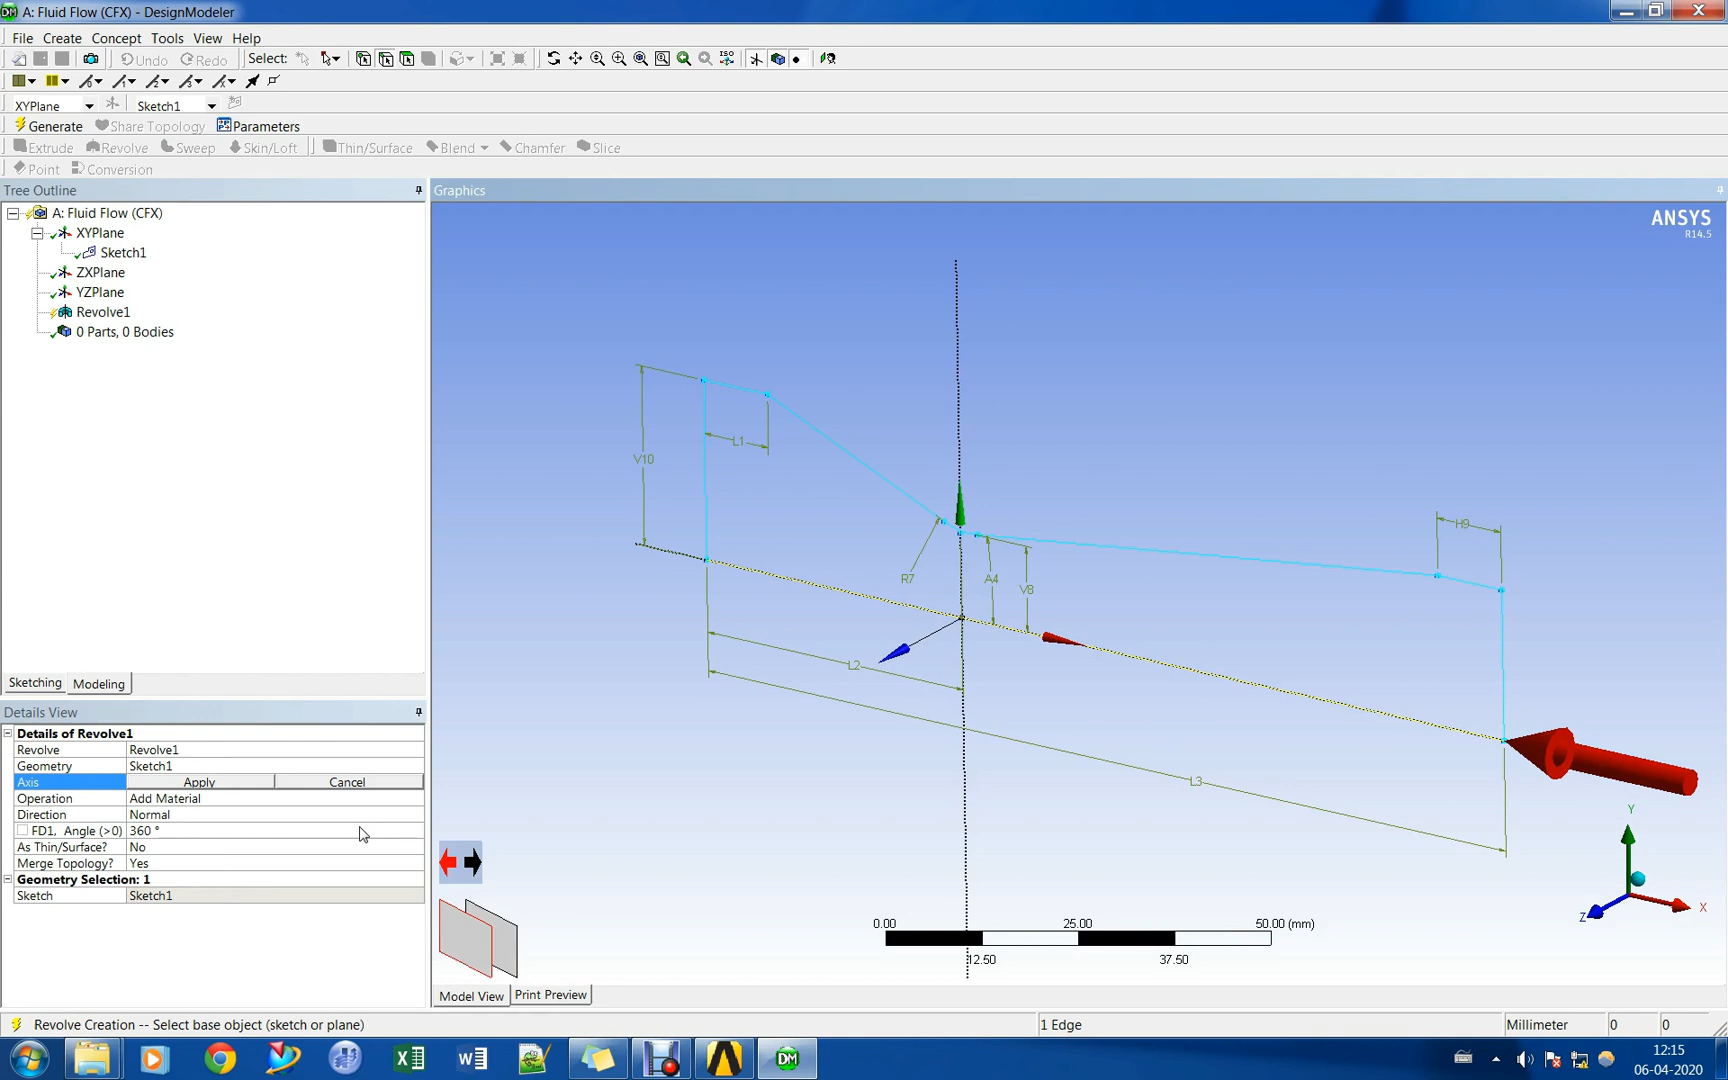 A: Fluid Flow (CFX) - DesignModeler
File Create Concept Tools View Help
Undo Redo Select: ISO
XYPlane Sketch1
Generate Share Topology Parameters
Extrude Revolve Sweep Skin/Loft Thin/Surface Blend Chamfer Slice
Point Conversion
Tree Outline
A: Fluid Flow (CFX)
XYPlane
Sketch1
ZXPlane
YZPlane
Revolve1
0 Parts, 0 Bodies
Sketching Modeling
Details View
Details of Revolve1
Revolve Revolve1
Geometry Sketch1
Axis Apply Cancel
Operation Add Material
Direction Normal
FD1, Angle (>0) 360 °
As Thin/Surface? No
Merge Topology? Yes
Geometry Selection: 1
Sketch Sketch1
Graphics
ANSYS
R14.5
V10
L1
H9
R7
A4
V8
L2
L3
Y
X
Z
0.00 25.00 50.00 (mm)
12.50 37.50
Model View Print Preview
Revolve Creation -- Select base object (sketch or plane) 1 Edge Millimeter 0 0
DM
12:15
06-04-2020